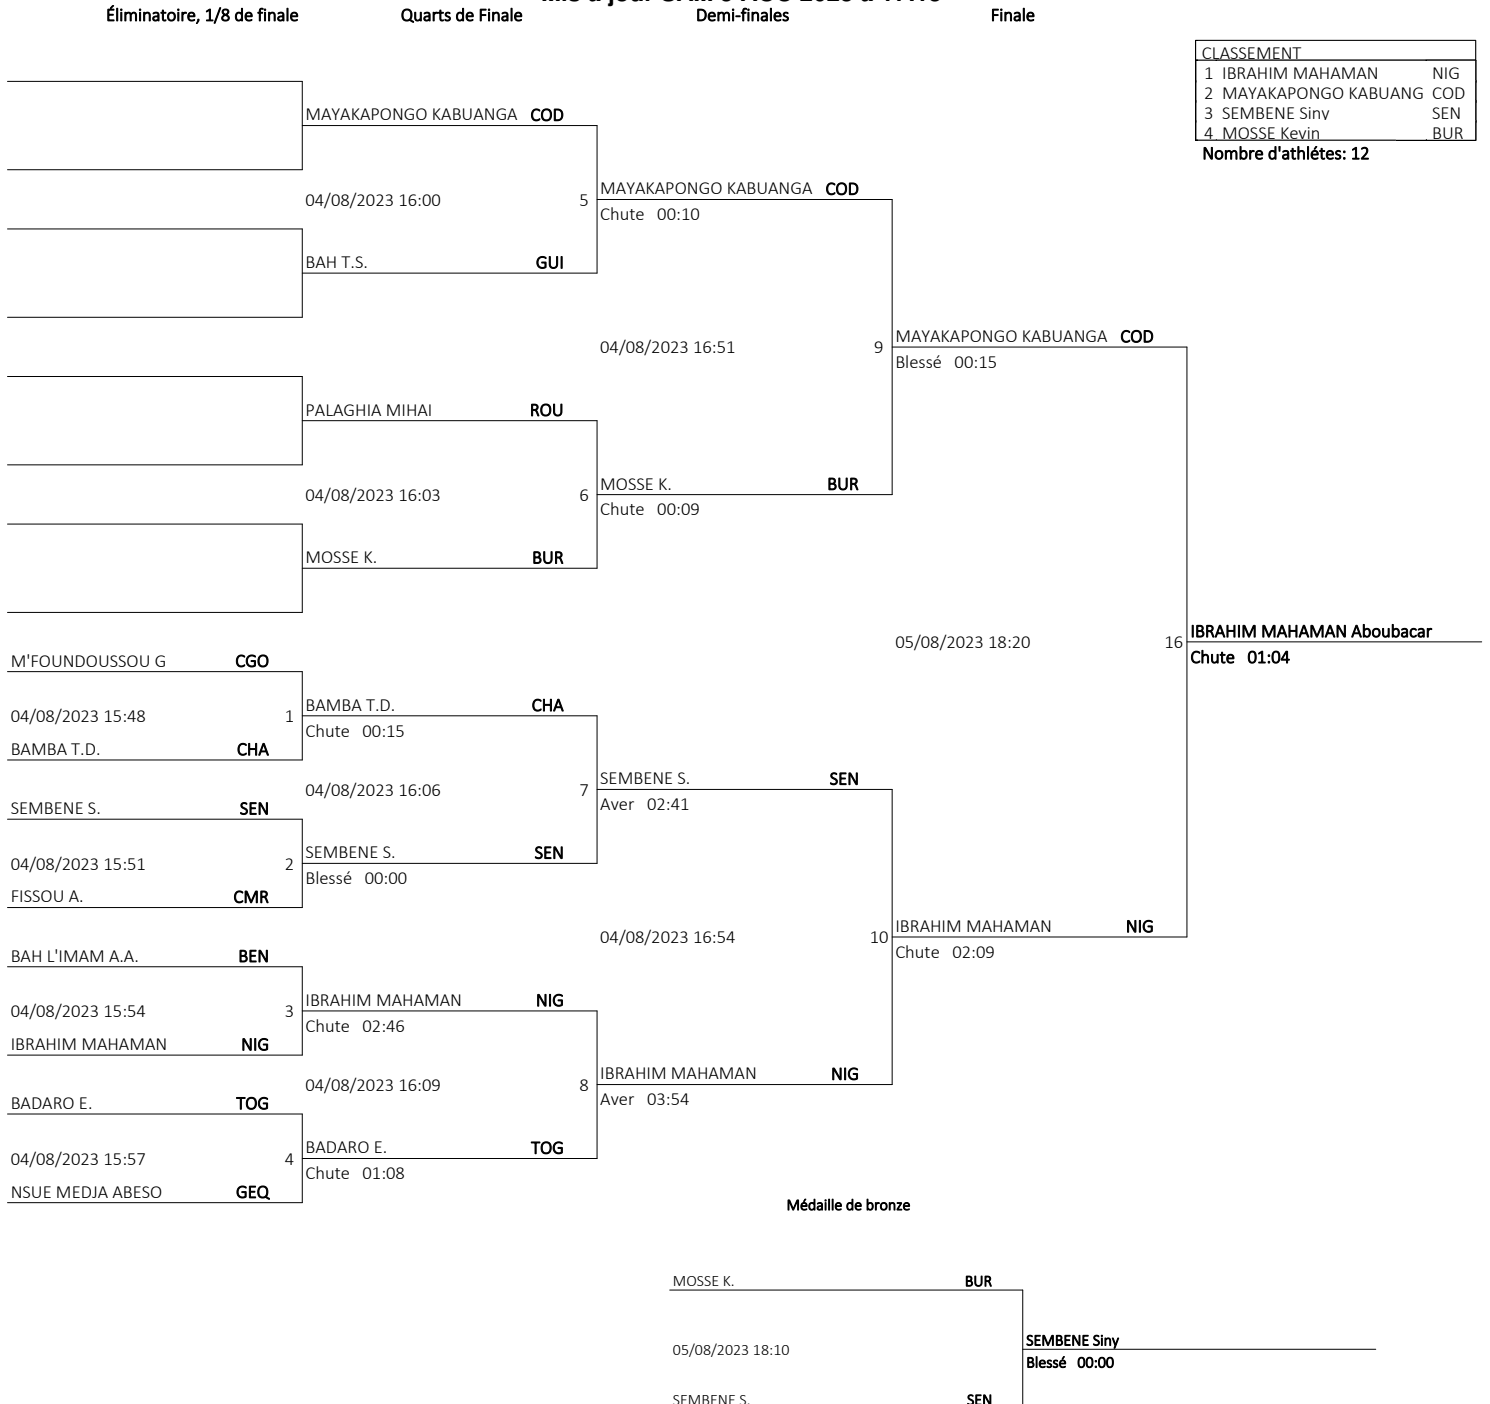 Éliminatoire, 1/8 de finale
Quarts de Finale
Demi-finales
Finale
CLASSEMENT
1 IBRAHIM MAHAMAN NIG
2 MAYAKAPONGO KABUANG COD
3 SEMBENE Siny SEN
4 MOSSE Kevin BUR
Nombre d'athlétes: 12
MAYAKAPONGO KABUANGA COD
04/08/2023 16:00 5
BAH T.S. GUI
MAYAKAPONGO KABUANGA COD
Chute 00:10
04/08/2023 16:51 9
PALAGHIA MIHAI ROU
04/08/2023 16:03 6
MOSSE K. BUR
MOSSE K. BUR
Chute 00:09
MAYAKAPONGO KABUANGA COD
Blessé 00:15
05/08/2023 18:20 16
IBRAHIM MAHAMAN Aboubacar
Chute 01:04
M'FOUNDOUSSOU G CGO
04/08/2023 15:48 1
BAMBA T.D. CHA
BAMBA T.D. CHA
Chute 00:15
04/08/2023 16:06 7
SEMBENE S. SEN
04/08/2023 15:51 2
FISSOU A. CMR
SEMBENE S. SEN
Blessé 00:00
SEMBENE S. SEN
Aver 02:41
04/08/2023 16:54 10
IBRAHIM MAHAMAN NIG
Chute 02:09
BAH L'IMAM A.A. BEN
04/08/2023 15:54 3
IBRAHIM MAHAMAN NIG
IBRAHIM MAHAMAN NIG
Chute 02:46
04/08/2023 16:09 8
IBRAHIM MAHAMAN NIG
Aver 03:54
BADARO E. TOG
04/08/2023 15:57 4
NSUE MEDJA ABESO GEQ
BADARO E. TOG
Chute 01:08
Médaille de bronze
MOSSE K. BUR
05/08/2023 18:10
SEMBENE S. SEN
SEMBENE Siny
Blessé 00:00